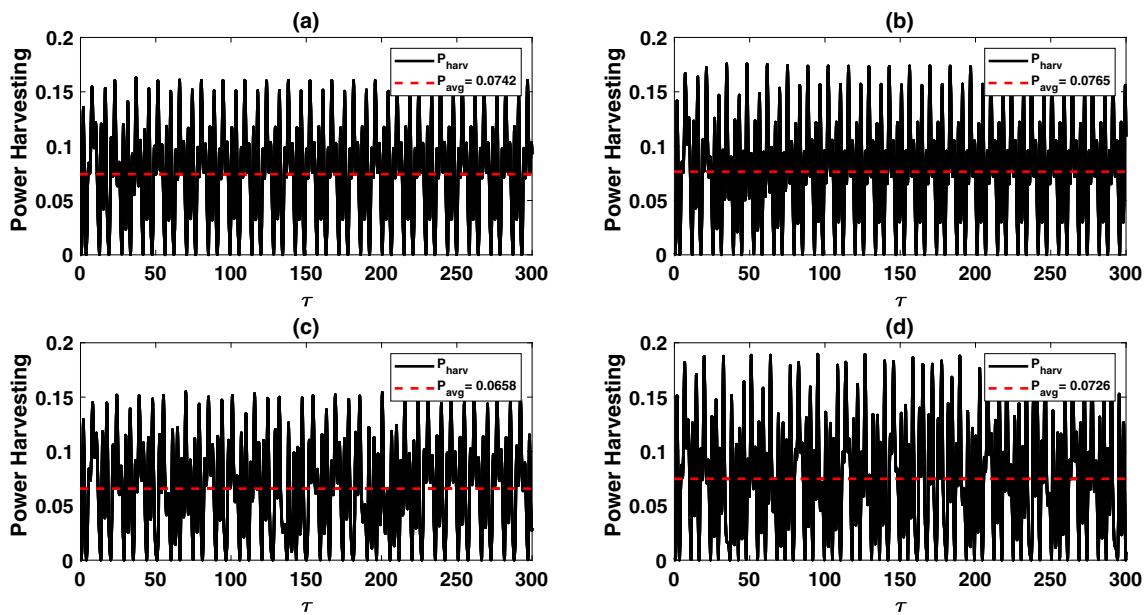 (a)
Power Harvesting
0.2
0.15
0.1
0.05
0
P_harv
P_avg = 0.0742
0 50 100 150 200 250 300
τ
(b)
Power Harvesting
0.2
0.15
0.1
0.05
0
P_harv
P_avg = 0.0765
0 50 100 150 200 250 300
τ
(c)
Power Harvesting
0.2
0.15
0.1
0.05
0
P_harv
P_avg = 0.0658
0 50 100 150 200 250 300
τ
(d)
Power Harvesting
0.2
0.15
0.1
0.05
0
P_harv
P_avg = 0.0726
0 50 100 150 200 250 300
τ